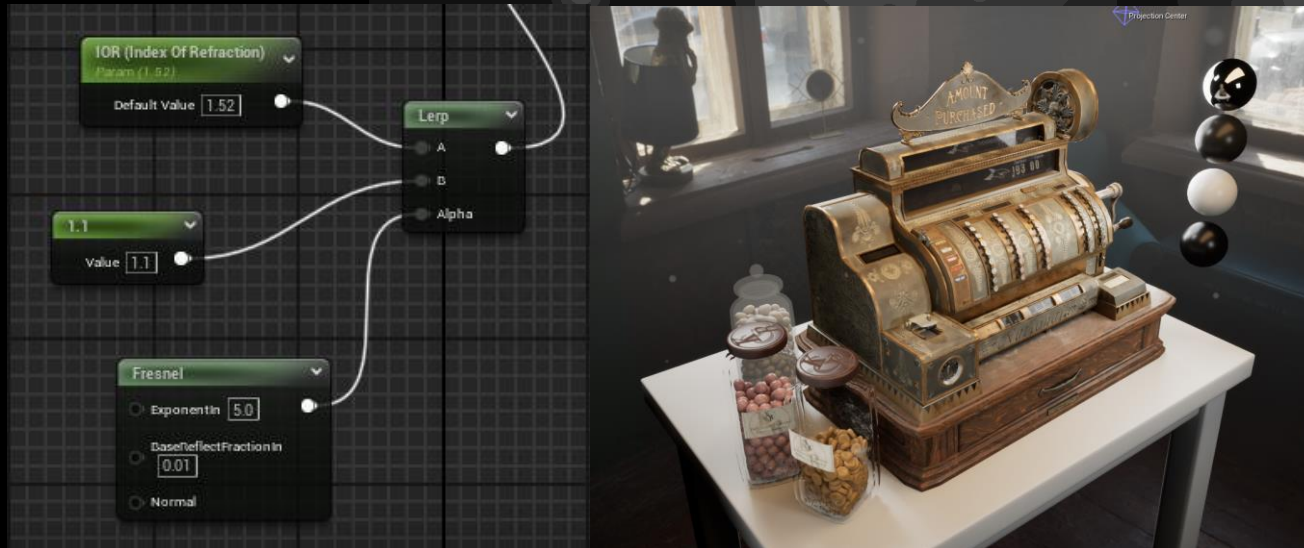 IOR (Index Of Refraction)
Param (1.52)
Default Value 1.52
Lerp
A
B
Alpha
1.1
Value 1.1
Fresnel
ExponentIn 5.0
BaseReflectFractionIn
0.01
Normal
Projection Center
AMOUNT
PURCHASED